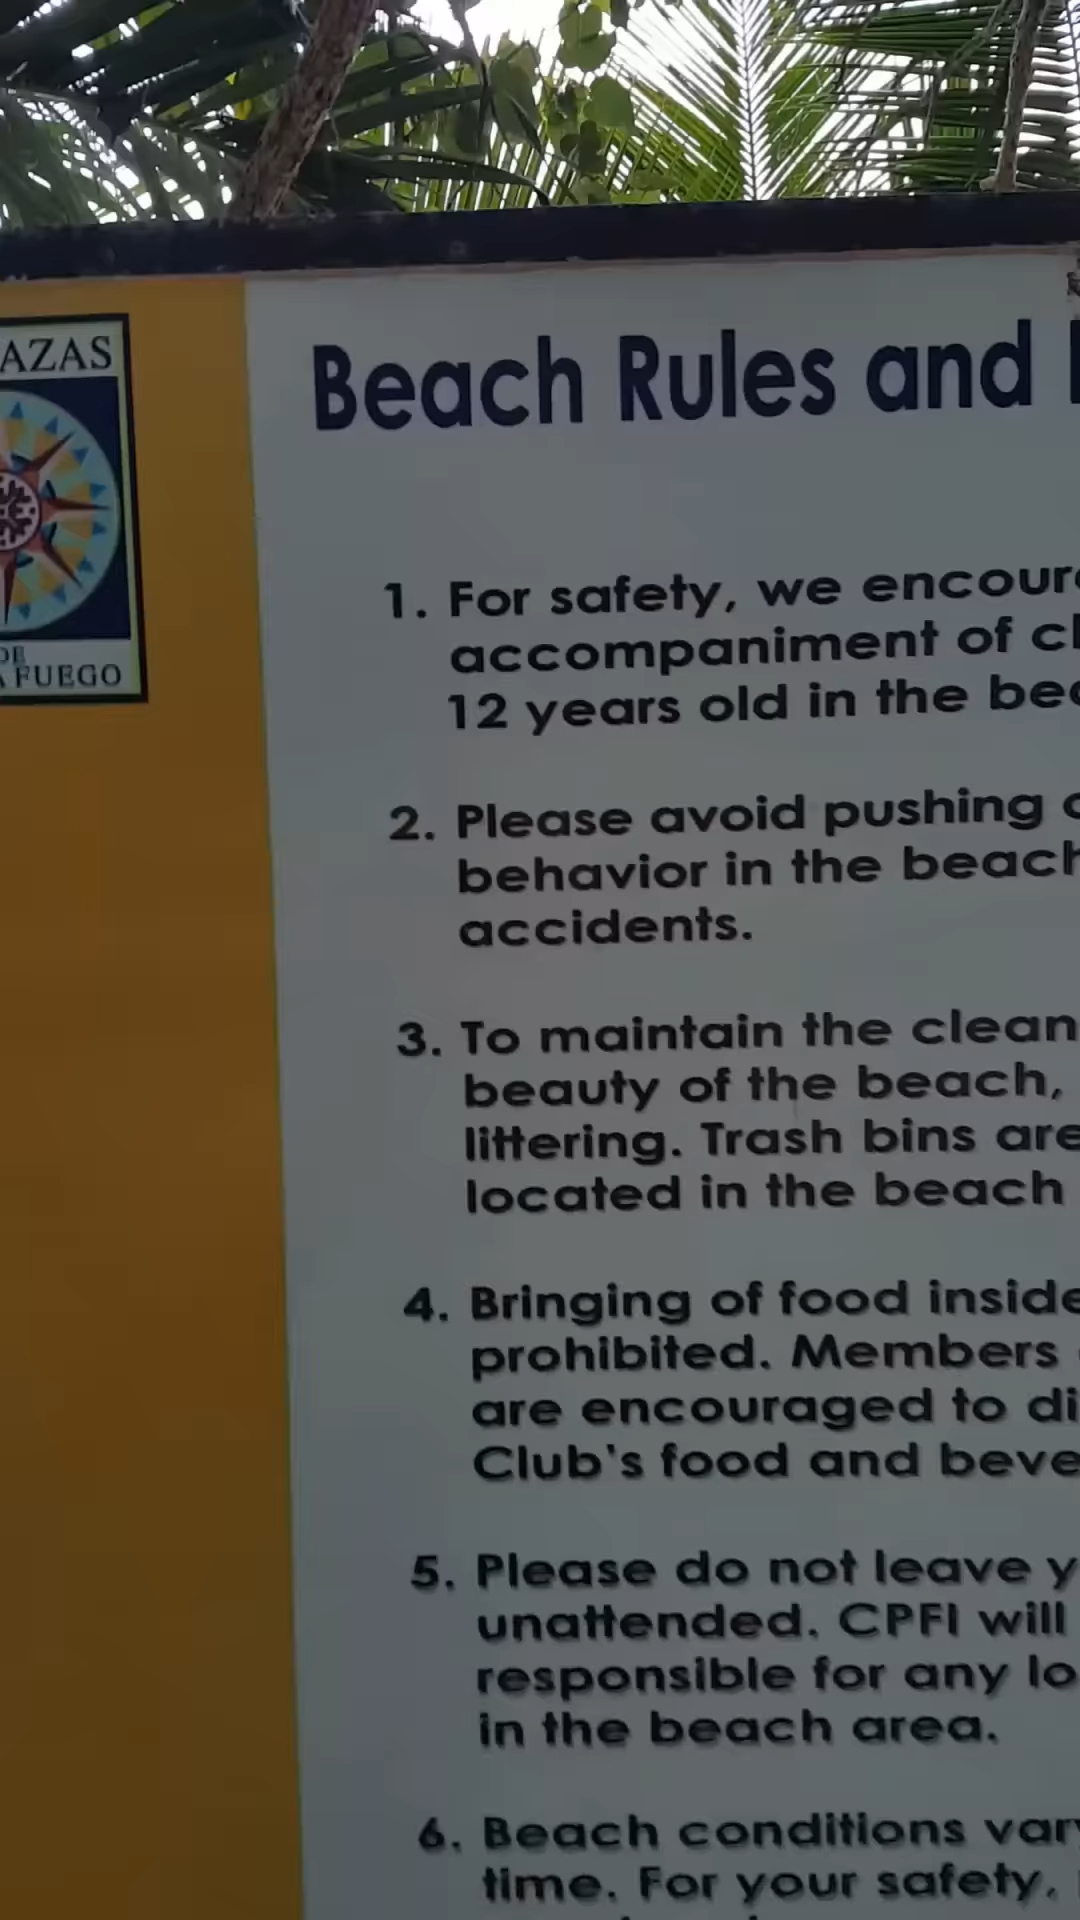 AZAS
DE
FUEGO
Beach Rules and
1. For safety, we encour
accompaniment of
12 years old in the
2. Please avoid pushing
behavior in the beach
accidents.
3. To maintain the clean
beauty of the beach,
littering. Trash bins are
located in the beach
4. Bringing of food inside
prohibited. Members
are encouraged to di
Club's food and beve
5. Please do not leave y
unattended. CPFI will
responsible for any lo
in the beach area.
6. Beach conditions vary
time. For your safety,